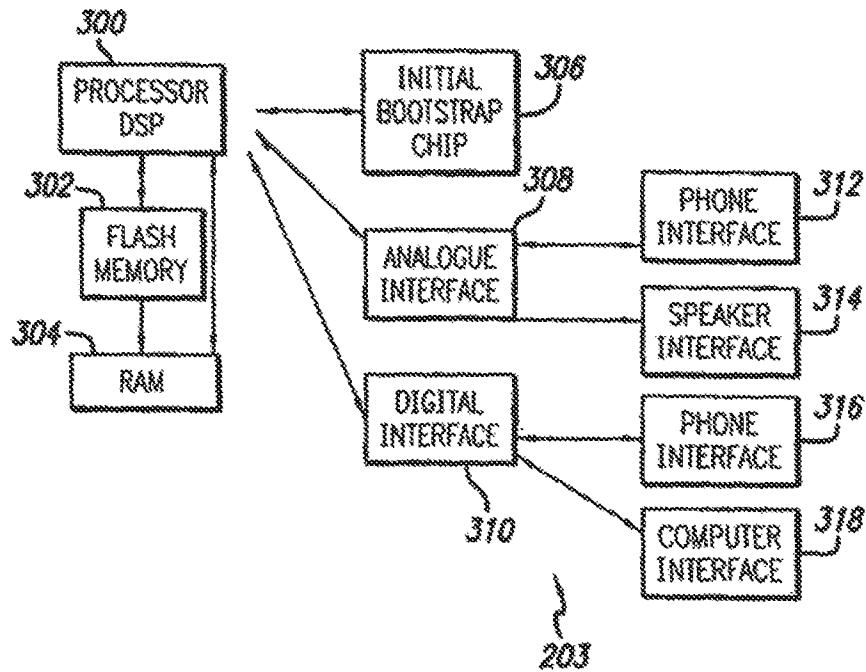 300
PROCESSOR
DSP
302
FLASH
MEMORY
304
RAM
INITIAL
BOOTSTRAP
CHIP
306
308
ANALOGUE
INTERFACE
DIGITAL
INTERFACE
310
PHONE
INTERFACE
312
SPEAKER
INTERFACE
314
PHONE
INTERFACE
316
COMPUTER
INTERFACE
318
203